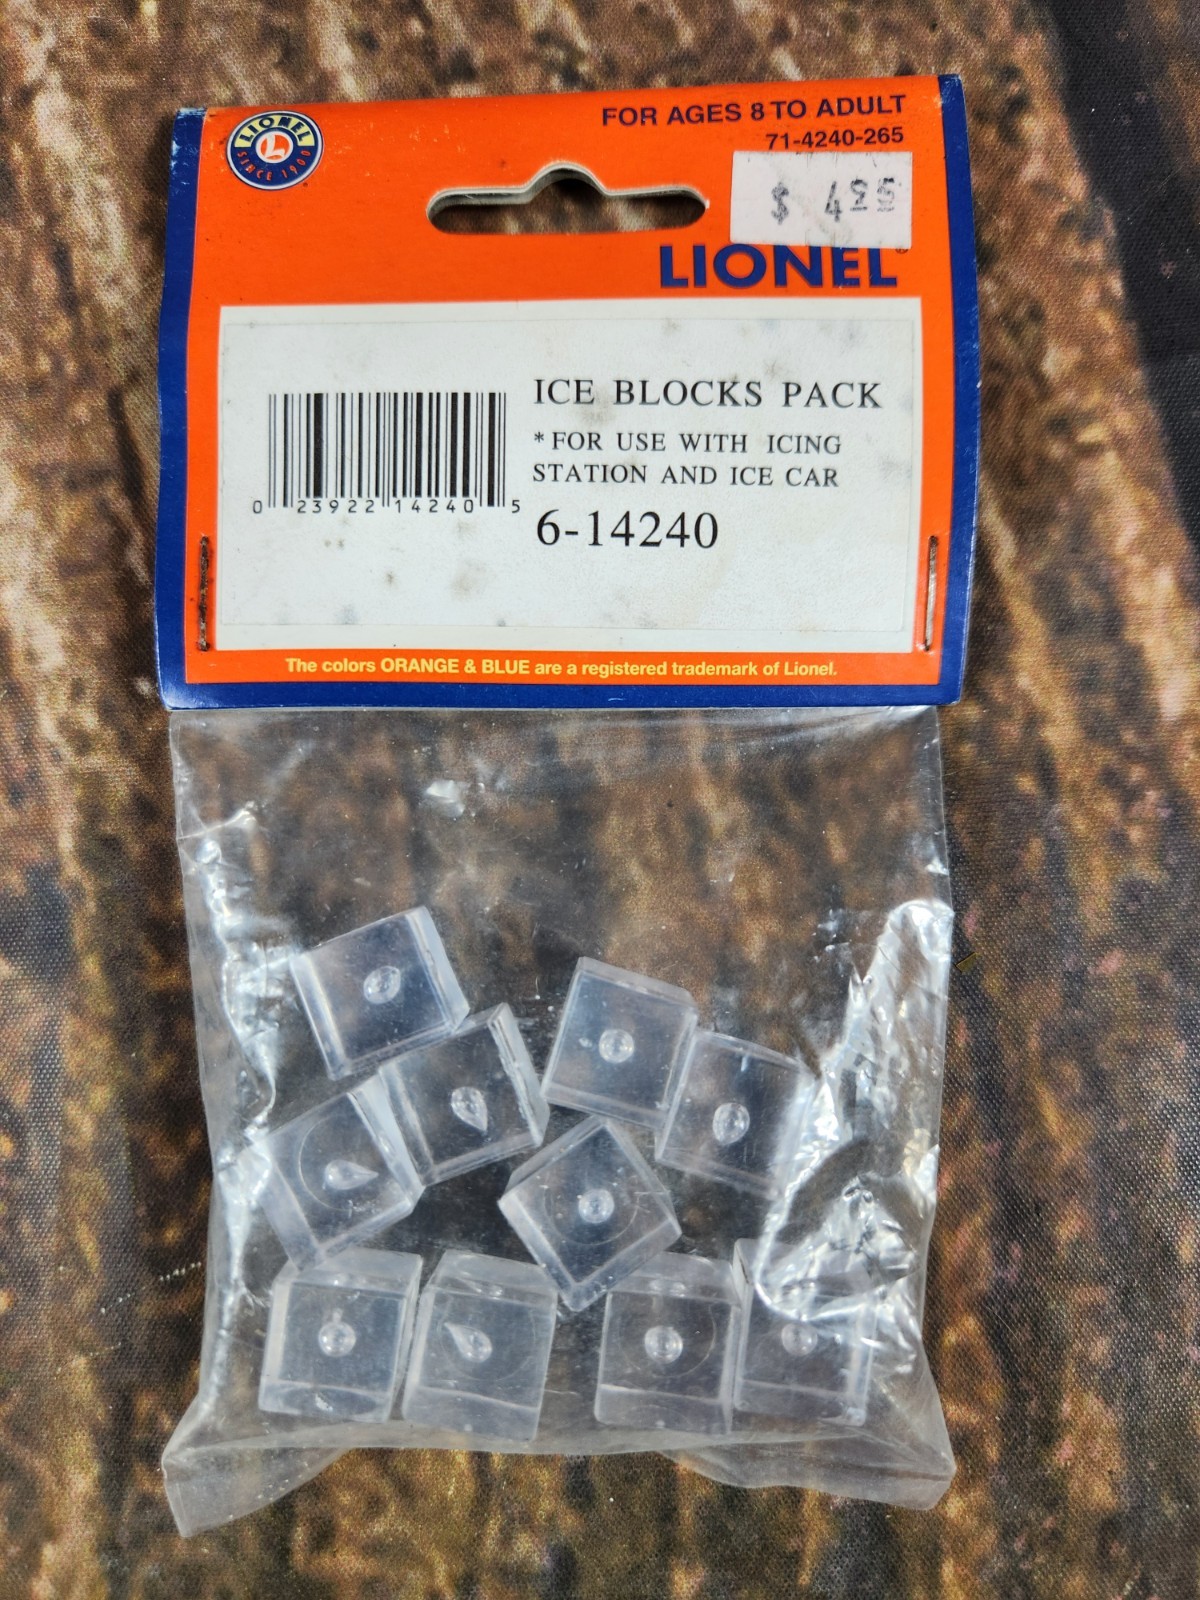 LIONEL
L
SINCE 1900
FOR AGES 8 TO ADULT
71-4240-265
$ 4 95
LIONEL®
ICE BLOCKS PACK
*FOR USE WITH ICING
STATION AND ICE CAR
6-14240
0 23922 14240 5
The colors ORANGE & BLUE are a registered trademark of Lionel.